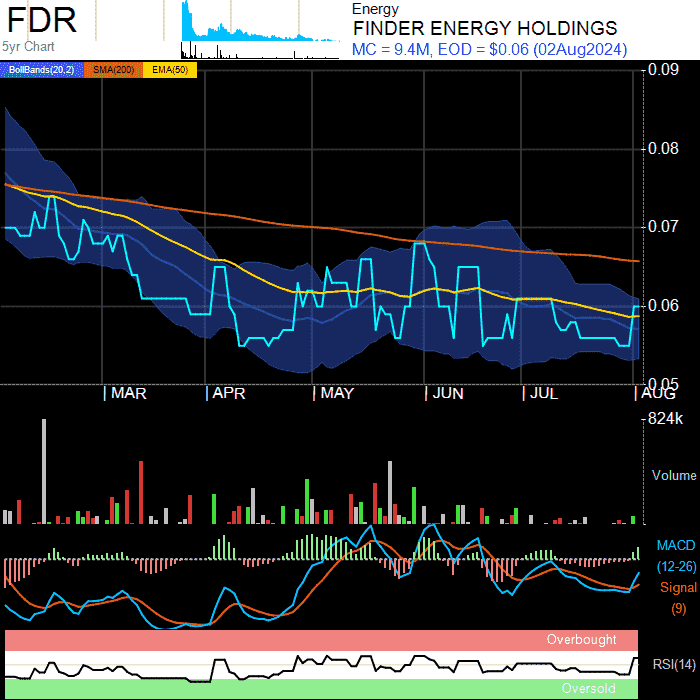 FDR
5yr Chart
Energy
FINDER ENERGY HOLDINGS
MC = 9.4M, EOD = $0.06 (02Aug2024)
BollBands(20,2) SMA(200) EMA(50)
0.09
0.08
0.07
0.06
0.05
MAR APR MAY JUN JUL AUG
824k
Volume
MACD
(12-26)
Signal
(9)
Overbought
RSI(14)
Oversold